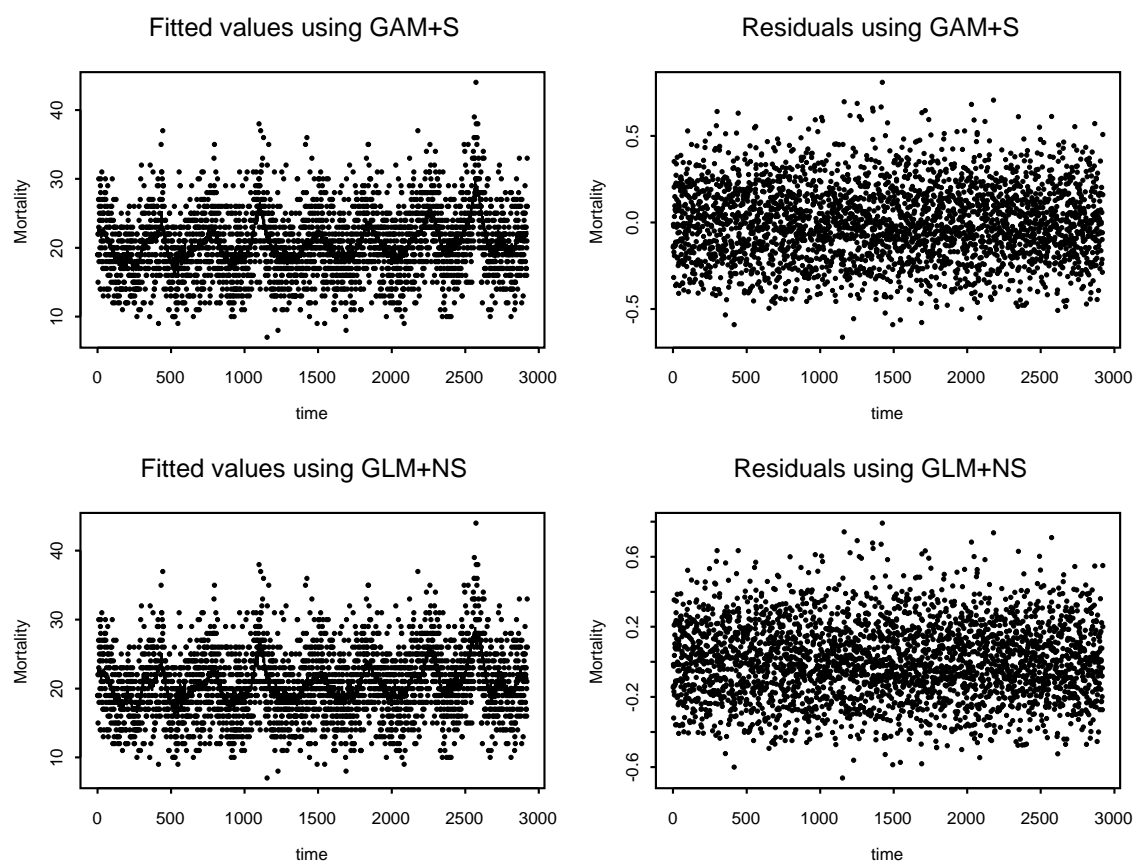 Fitted values using GAM+S
Mortality
40
30
20
10
0 500 1000 1500 2000 2500 3000
time
Residuals using GAM+S
Mortality
0.5
0.0
-0.5
0 500 1000 1500 2000 2500 3000
time
Fitted values using GLM+NS
Mortality
40
30
20
10
0 500 1000 1500 2000 2500 3000
time
Residuals using GLM+NS
Mortality
0.6
0.2
-0.2
-0.6
0 500 1000 1500 2000 2500 3000
time